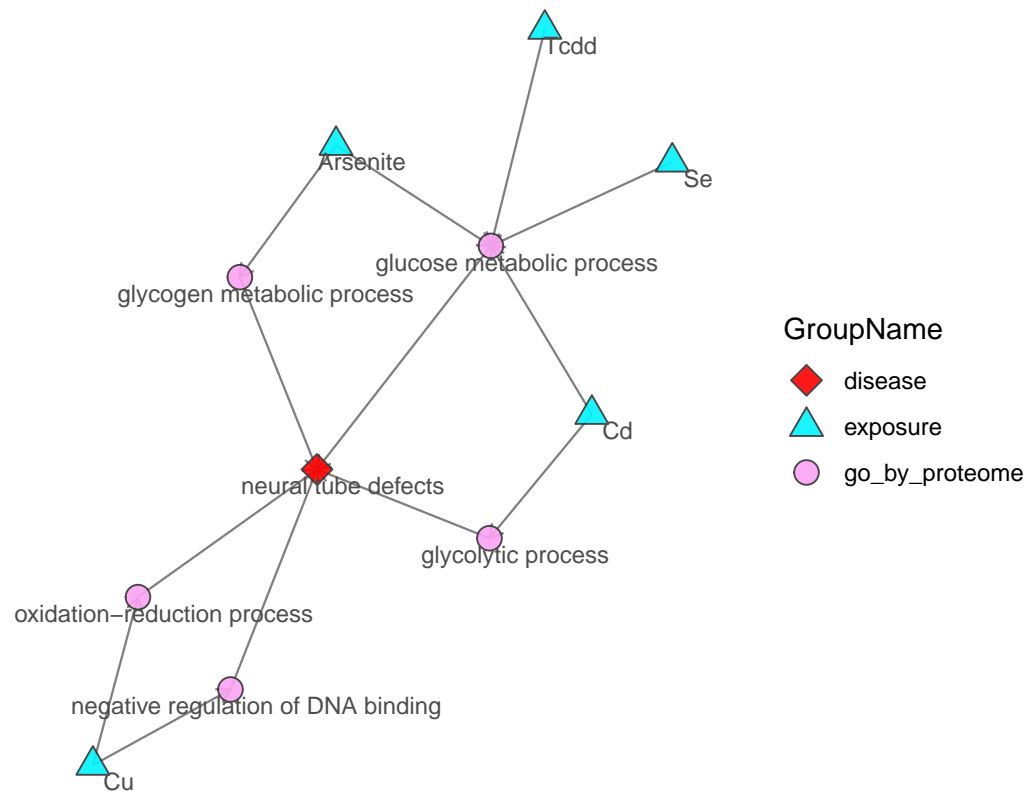 Tcdd
Arsenite
Se
glucose metabolic process
glycogen metabolic process
GroupName
disease
exposure
go_by_proteome
Cd
neural tube defects
glycolytic process
oxidation−reduction process
negative regulation of DNA binding
Cu